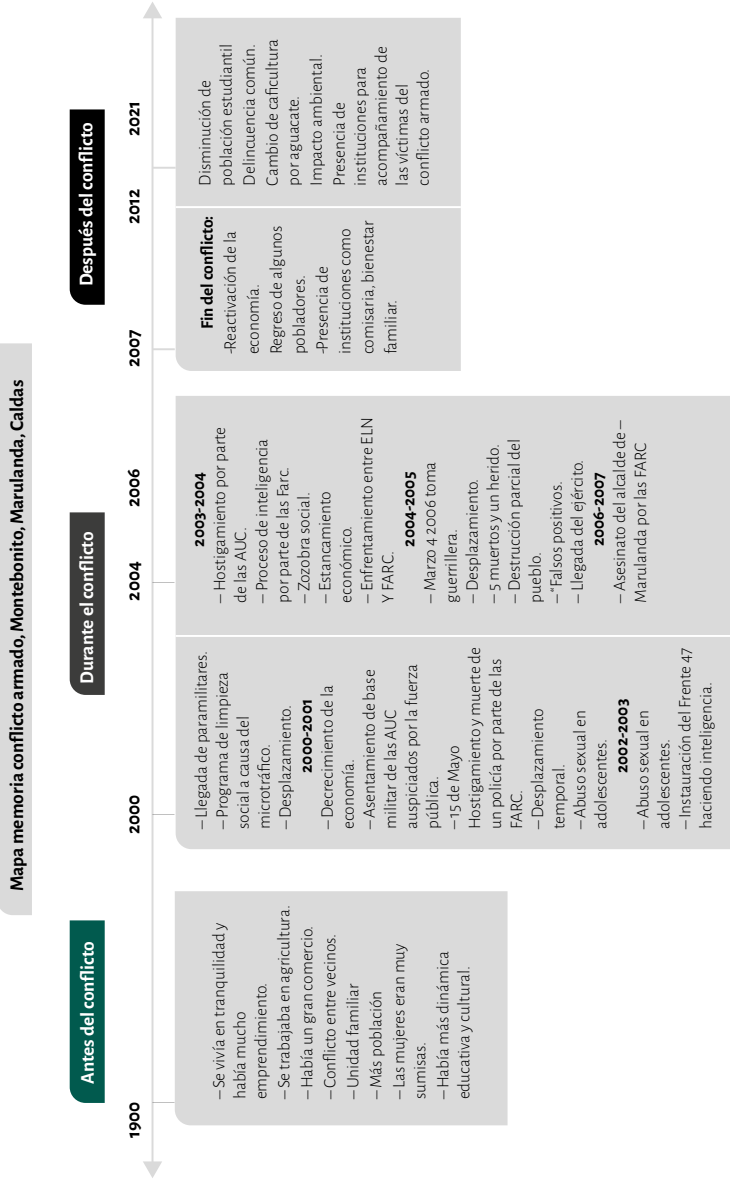 Mapa memoria conflicto armado, Montebonito, Marulanda, Caldas
Antes del conflicto
Durante el conflicto
Después del conflicto
1900
2000
2004
2006
2007
2012
2021
– Se vivía en tranquilidad y
había mucho
emprendimiento.
– Se trabajaba en agricultura.
– Había un gran comercio.
– Conflicto entre vecinos.
– Unidad familiar
– Más población
– Las mujeres eran muy
sumisas.
– Había más dinámica
educativa y cultural.
– Llegada de paramilitares.
– Programa de limpieza
social a causa del
microtráfico.
– Desplazamiento.
2000-2001
– Decrecimiento de la
economía.
– Asentamiento de base
militar de las AUC
auspiciados por la fuerza
pública.
– 15 de Mayo
Hostigamiento y muerte de
un policía por parte de las
FARC.
– Desplazamiento
temporal.
– Abuso sexual en
adolescentes.
2002-2003
– Abuso sexual en
adolescentes.
– Instauración del Frente 47
haciendo inteligencia.
2003-2004
– Hostigamiento por parte
de las AUC.
– Proceso de inteligencia
por parte de las Farc.
– Zozobra social.
– Estancamiento
económico.
– Enfrentamiento entre ELN
Y FARC.
2004-2005
– Marzo 4 2006 toma
guerrillera.
– Desplazamiento.
– 5 muertos y un herido.
– Destrucción parcial del
pueblo.
– "Falsos positivos.
– Llegada del ejército.
2006-2007
– Asesinato del alcalde de –
Marulanda por las FARC
Fin del conflicto:
-Reactivación de la
economía.
Regreso de algunos
pobladores.
-Presencia de
instituciones como
comisaria, bienestar
familiar.
Disminución de
población estudiantil
Delincuencia común.
Cambio de caficultura
por aguacate.
Impacto ambiental.
Presencia de
instituciones para
acompañamiento de
las víctimas del
conflicto armado.